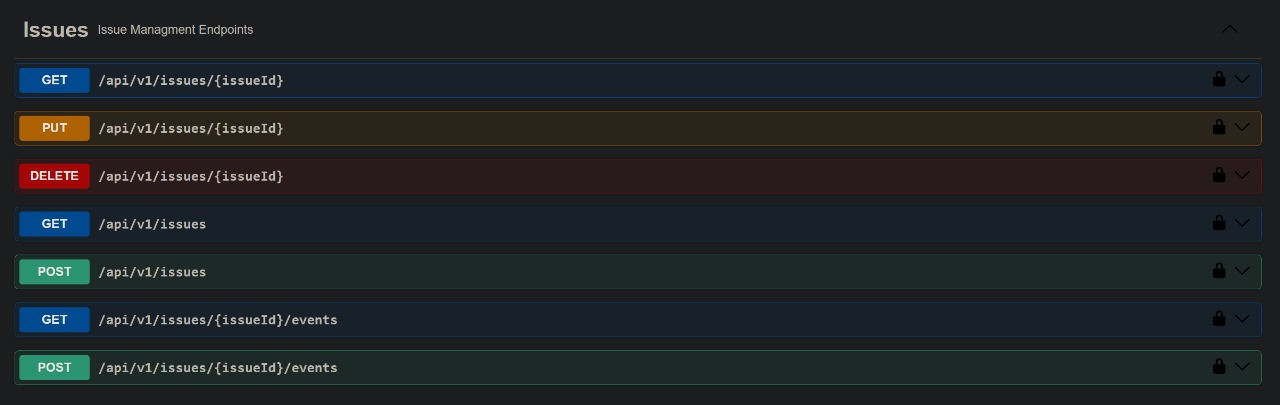 Issues Issue Managment Endpoints
GET /api/v1/issues/{issueId}
PUT /api/v1/issues/{issueId}
DELETE /api/v1/issues/{issueId}
GET /api/v1/issues
POST /api/v1/issues
GET /api/v1/issues/{issueId}/events
POST /api/v1/issues/{issueId}/events